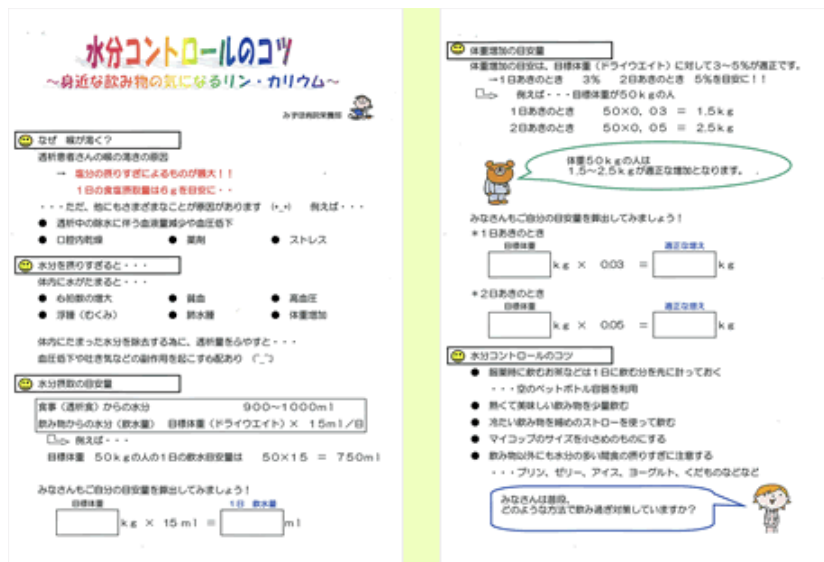 水分コントロールのコツ
~身近な飲み物の気になるリン・カリウム~
なぜ 喉が渇く?
透析患者さんの喉の渇きの原因
→ 塩分の摂りすぎによるものが最大!!
1日の食塩摂取量は6gを目安に・・
・・・ただ、他にもさまざまなことが原因があります (*_*) 例えば・・・
● 透析中の除水に伴う血液量減少や血圧低下
● 口腔内乾燥 ● 薬剤 ● ストレス
水分を摂りすぎると・・・
体内に水がたまると・・・
● 心拍数の増大 ● 貧血 ● 高血圧
● 浮腫(むくみ) ● 肺水腫 ● 体重増加
体内にたまった水分を除去する為に、透析量をふやすと・・・
血圧低下や吐き気などの副作用を起こす心配あり (^_^)
水分摂取の目安量
食事(透析食)からの水分 900~1000ml
飲み物からの水分(飲水量) 目標体重(ドライウエイト)× 15ml/日
例えば・・・
目標体重 50kgの人の1日の飲水目安量は 50×15 = 750ml
みなさんもご自分の目安量を算出してみましょう!
目標体重 1日 飲水量
kg × 15ml = ml
体重増加の目安量
体重増加の目安は、目標体重(ドライウエイト)に対して3~5%が適正です。
→1日あきのとき 3% 2日あきのとき 5%を目安に!!
例えば・・・目標体重が50kgの人
1日あきのとき 50×0.03 = 1.5kg
2日あきのとき 50×0.05 = 2.5kg
体重50kgの人は
1.5~2.5kgが適正な増加となります。
みなさんもご自分の目安量を算出してみましょう!
*1日あきのとき
目標体重 適正な増え
kg × 0.03 = kg
*2日あきのとき
目標体重 適正な増え
kg × 0.05 = kg
水分コントロールのコツ
● 服薬時に飲むお茶などは1日に飲む分を先に計っておく
・・・空のペットボトル容器を利用
● 熱くて美味しい飲み物を少量飲む
● 冷たい飲み物を細めのストローを使って飲む
● マイコップのサイズを小さめのものにする
● 飲み物以外にも水分の多い間食の摂りすぎに注意する
・・・プリン、ゼリー、アイス、ヨーグルト、くだものなどなど
みなさんは普段、
どのような方法で飲み過ぎ対策していますか?